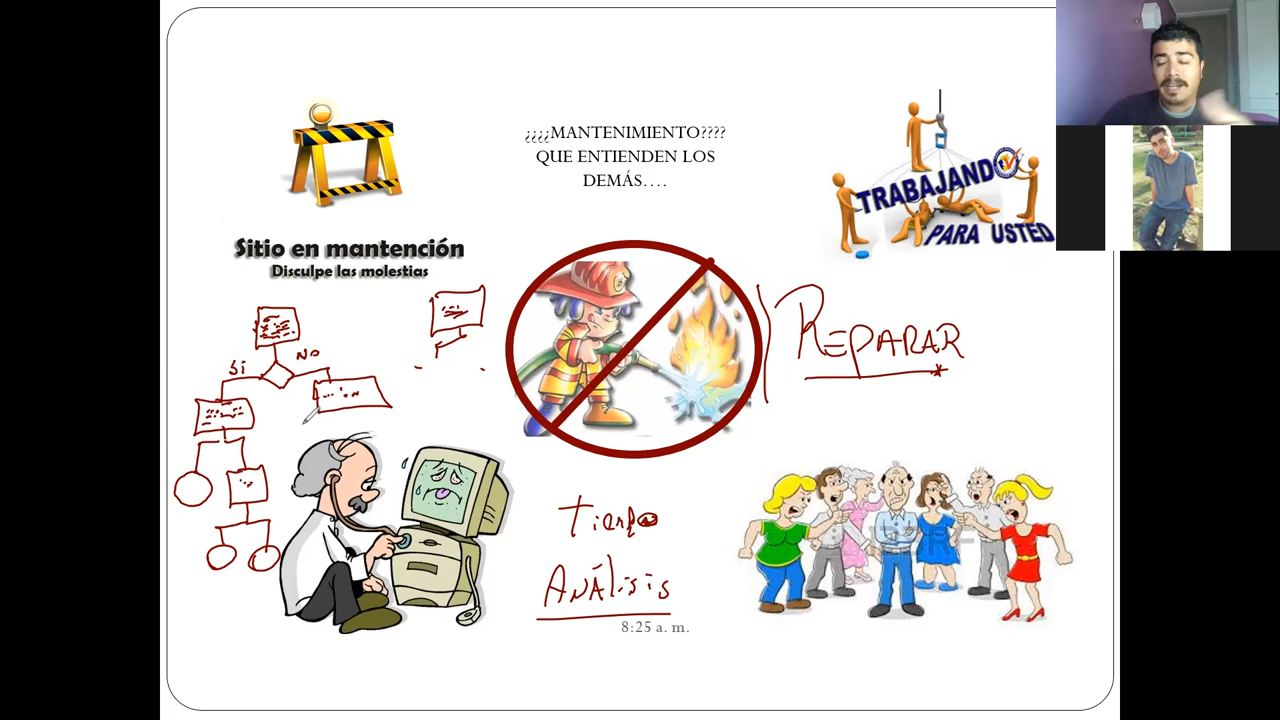 ¿¿¿¿MANTENIMIENTO????
QUE ENTIENDEN LOS
DEMÁS....
TRABAJANDO
PARA USTED
Sitio en mantención
Disculpe las molestias
Si
No
REPARAR
Tiempo
ANÁLISIS
8:25 a. m.